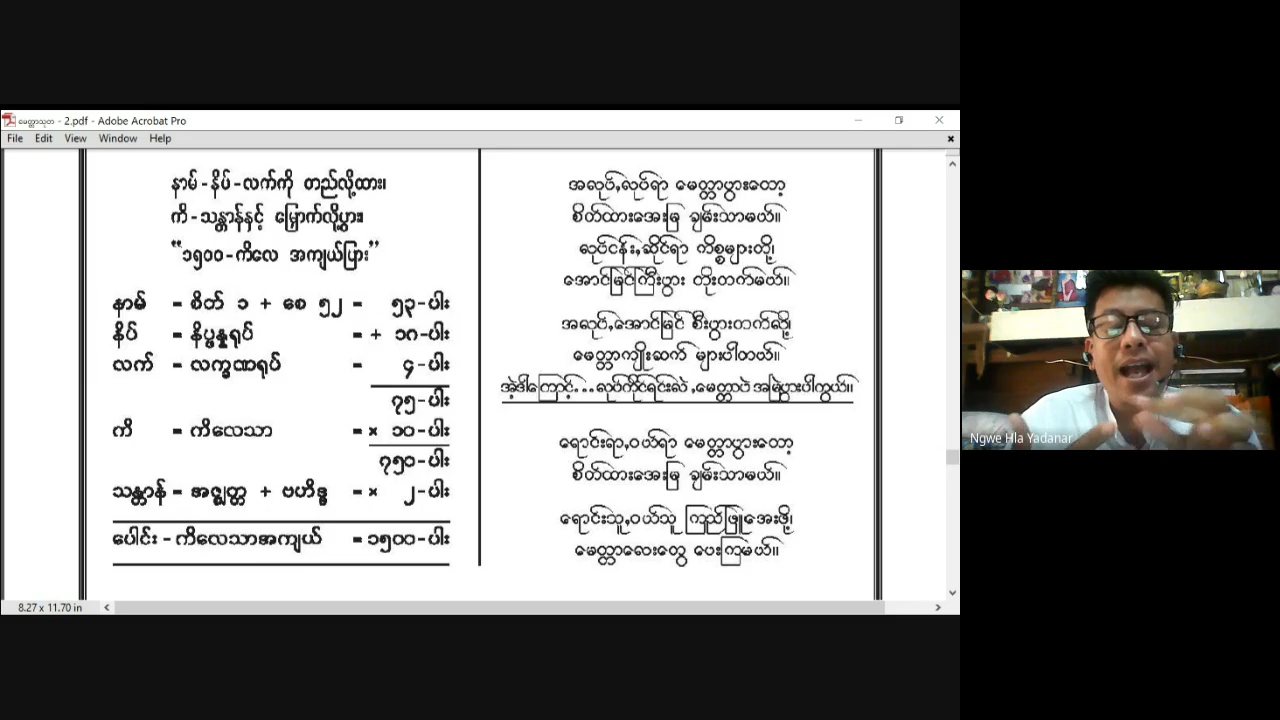 မေတ္တာသုတ - 2.pdf - Adobe Acrobat Pro
File Edit View Window Help
နာမ် - နိပ် - လက်ကို တည်လို့ထား၊
ကိ - သန္တာန်နှင့် မြှောက်လို့ပွား၊
“၁၅၀၀-ကိလေ အကျယ်ပြား”
နာမ် = စိတ် ၁ + စေ ၅၂ = ၅၃-ပါး
နိပ် = နိပ္ဖန္နရုပ် = + ၁၈-ပါး
လက် = လက္ခဏရုပ် = ၄-ပါး
၇၅-ပါး
ကိ = ကိလေသာ = × ၁၀-ပါး
၇၅၀-ပါး
သန္တာန် = အဇ္ဈတ္တ + ဗဟိဒ္ဓ = × ၂-ပါး
ပေါင်း - ကိလေသာအကျယ် = ၁၅၀၀-ပါး
အလုပ်,လုပ်ရာ မေတ္တာပွားတော့
စိတ်ထားအေးမြ ချမ်းသာမယ်။
လုပ်ငန်း,ဆိုင်ရာ ကိစ္စများတို့၊
အောင်မြင်ကြီးပွား တိုးတက်မယ်။
အလုပ်,အောင်မြင် စီးပွားတက်လို့၊
မေတ္တာကျိုးဆက် များပါတယ်။
အဲ့ဒါကြောင့်...လုပ်ကိုင်ရင်းလဲ,မေတ္တာပဲ အမြဲပွားပါကွယ်။
ရောင်းရာ,ဝယ်ရာ မေတ္တာပွားတော့
စိတ်ထားအေးမြ ချမ်းသာမယ်။
ရောင်းသူ,ဝယ်သူ ကြည်ဖြူအေးဖို့၊
မေတ္တာလေးတွေ ပေးကြမယ်။
8.27 x 11.70 in
Ngwe Hla Yadanar